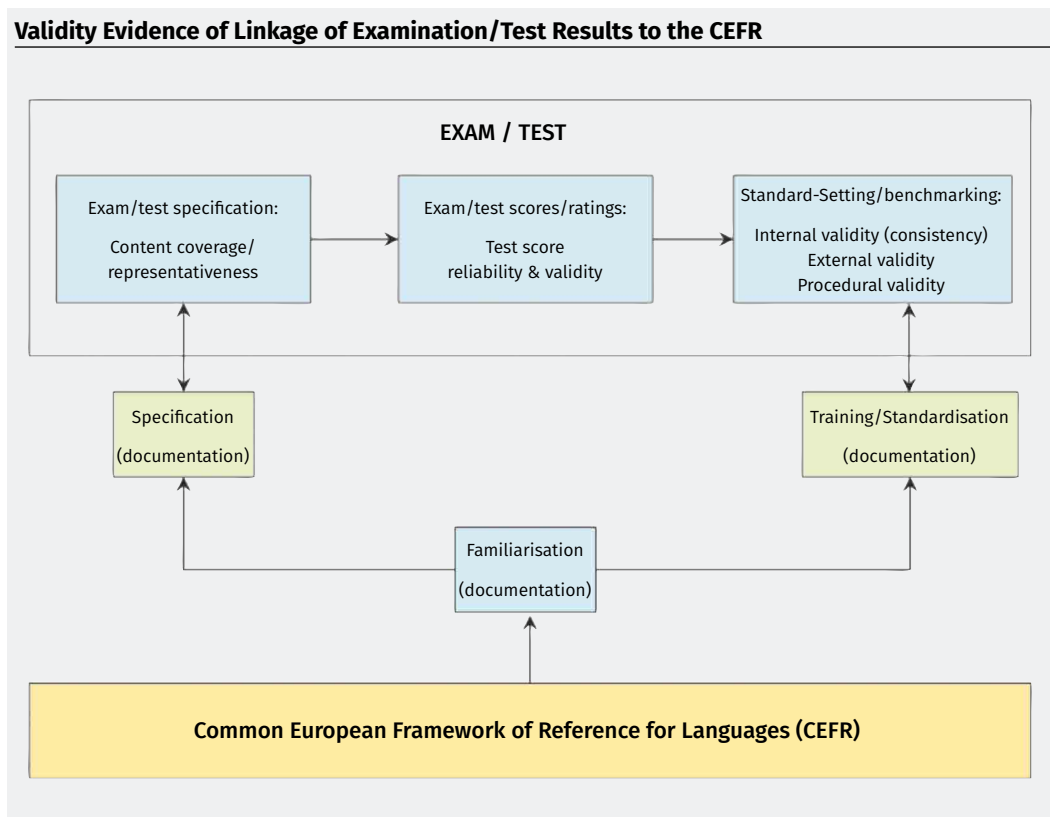 Validity Evidence of Linkage of Examination/Test Results to the CEFR
EXAM / TEST
Exam/test specification:
Content coverage/
representativeness
Exam/test scores/ratings:
Test score
reliability & validity
Standard-Setting/benchmarking:
Internal validity (consistency)
External validity
Procedural validity
Specification
(documentation)
Training/Standardisation
(documentation)
Familiarisation
(documentation)
Common European Framework of Reference for Languages (CEFR)